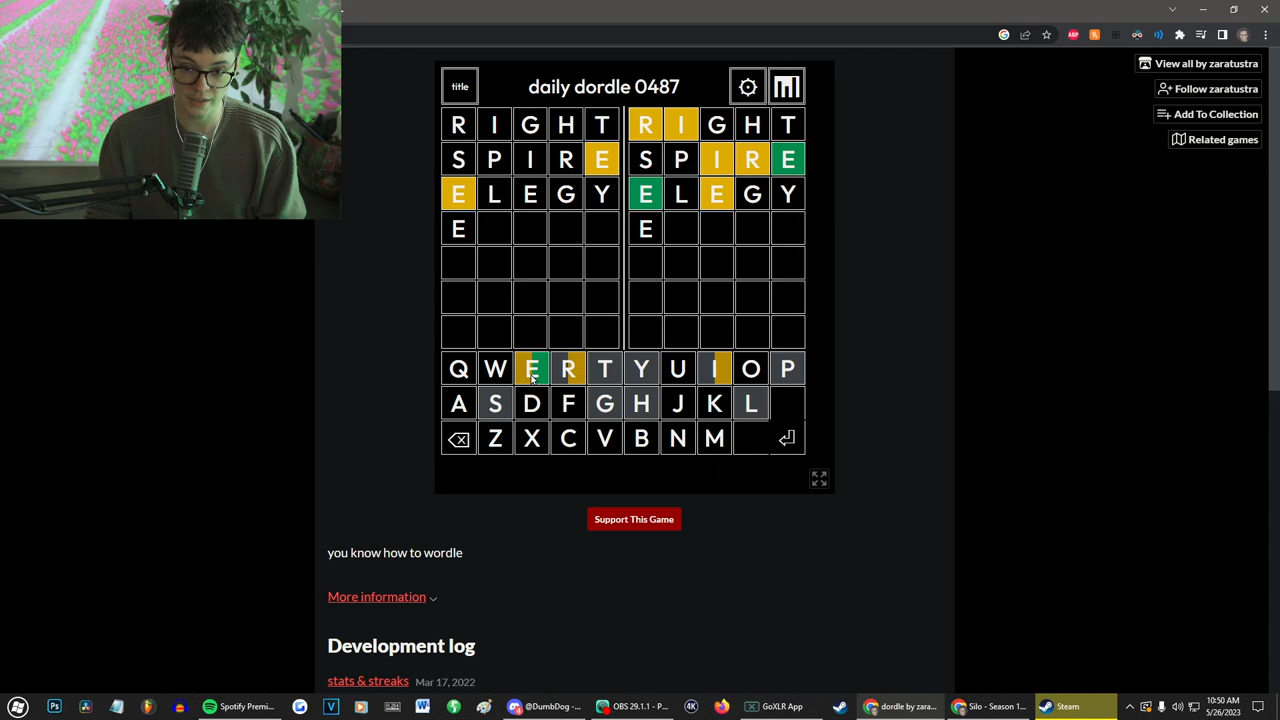 View all by zaratustra
title
daily dordle 0487
Follow zaratustra
Add To Collection
Related games
R I G H T R I G H T
S P I R E S P I R E
E L E G Y E L E G Y
E E
Q W E R T Y U I O P
A S D F G H J K L
Z X C V B N M
Support This Game
you know how to wordle
More information
Development log
stats & streaks Mar 17, 2022
Spotify Premi...
@DumbDog -...
OBS 29.1.1 - P...
4K
GoXLR App
dordle by zara...
Silo - Season 1...
Steam
10:50 AM
5/26/2023